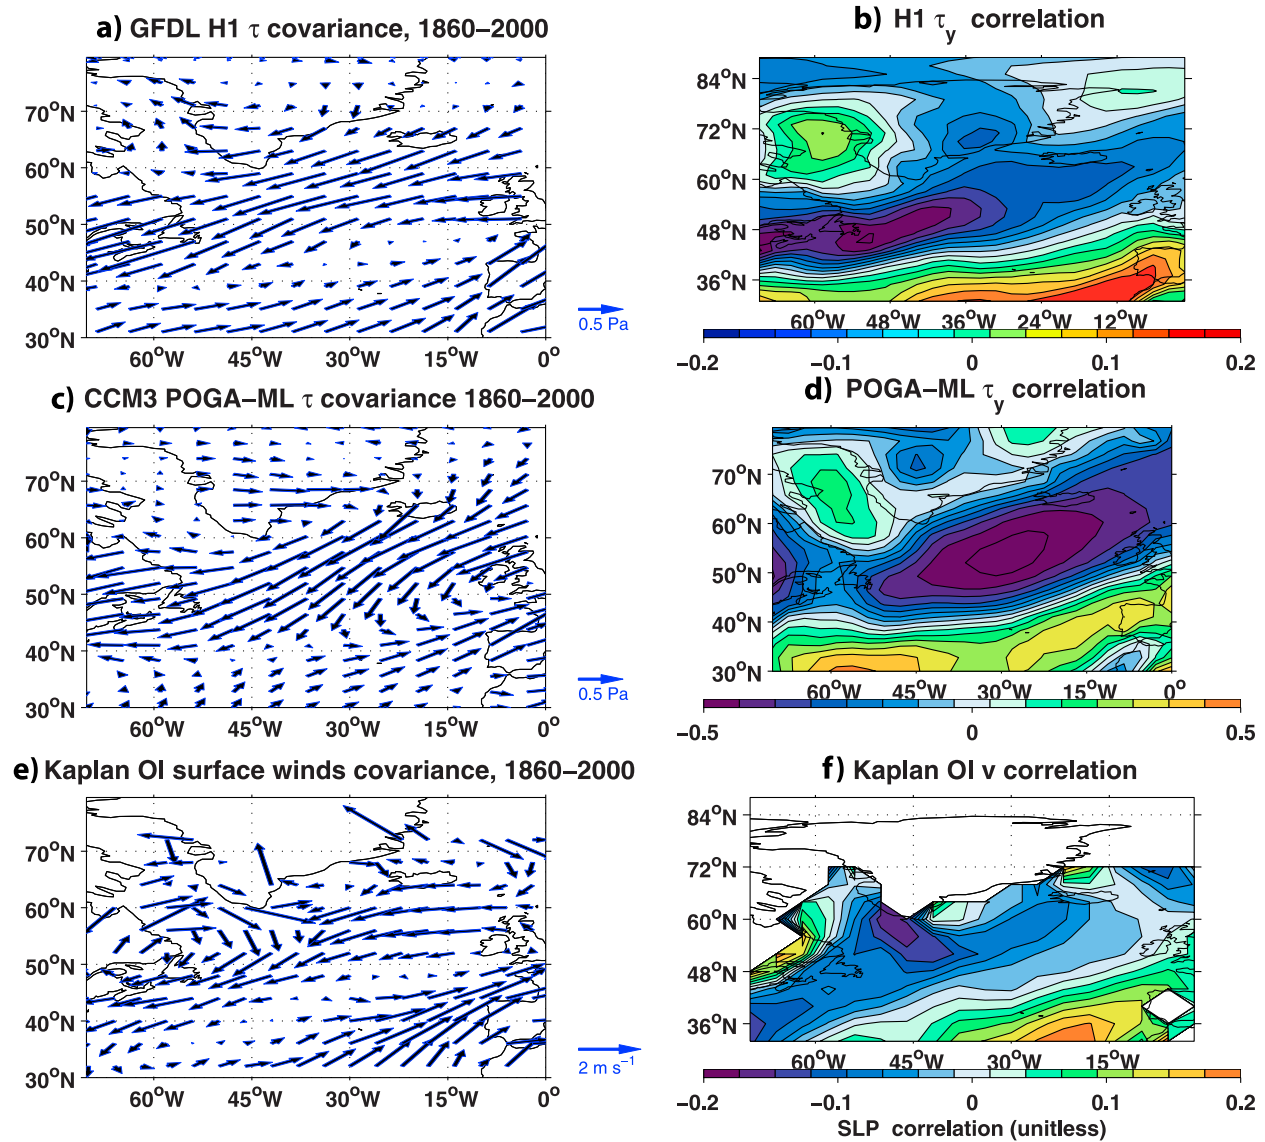 a) GFDL H1 τ covariance, 1860–2000
70°N
60°N
50°N
40°N
30°N
60°W 45°W 30°W 15°W 0°
0.5 Pa
b) H1 τy correlation
84°N
72°N
60°N
48°N
36°N
60°W 48°W 36°W 24°W 12°W
−0.2 −0.1 0 0.1 0.2
c) CCM3 POGA–ML τ covariance 1860–2000
70°N
60°N
50°N
40°N
30°N
60°W 45°W 30°W 15°W 0°
0.5 Pa
d) POGA–ML τy correlation
70°N
60°N
50°N
40°N
30°N
60°W 45°W 30°W 15°W 0°
−0.5 0 0.5
e) Kaplan OI surface winds covariance, 1860–2000
70°N
60°N
50°N
40°N
30°N
60°W 45°W 30°W 15°W 0°
2 m s−1
f) Kaplan OI v correlation
84°N
72°N
60°N
48°N
36°N
60°W 45°W 30°W 15°W
−0.2 −0.1 0 0.1 0.2
SLP correlation (unitless)